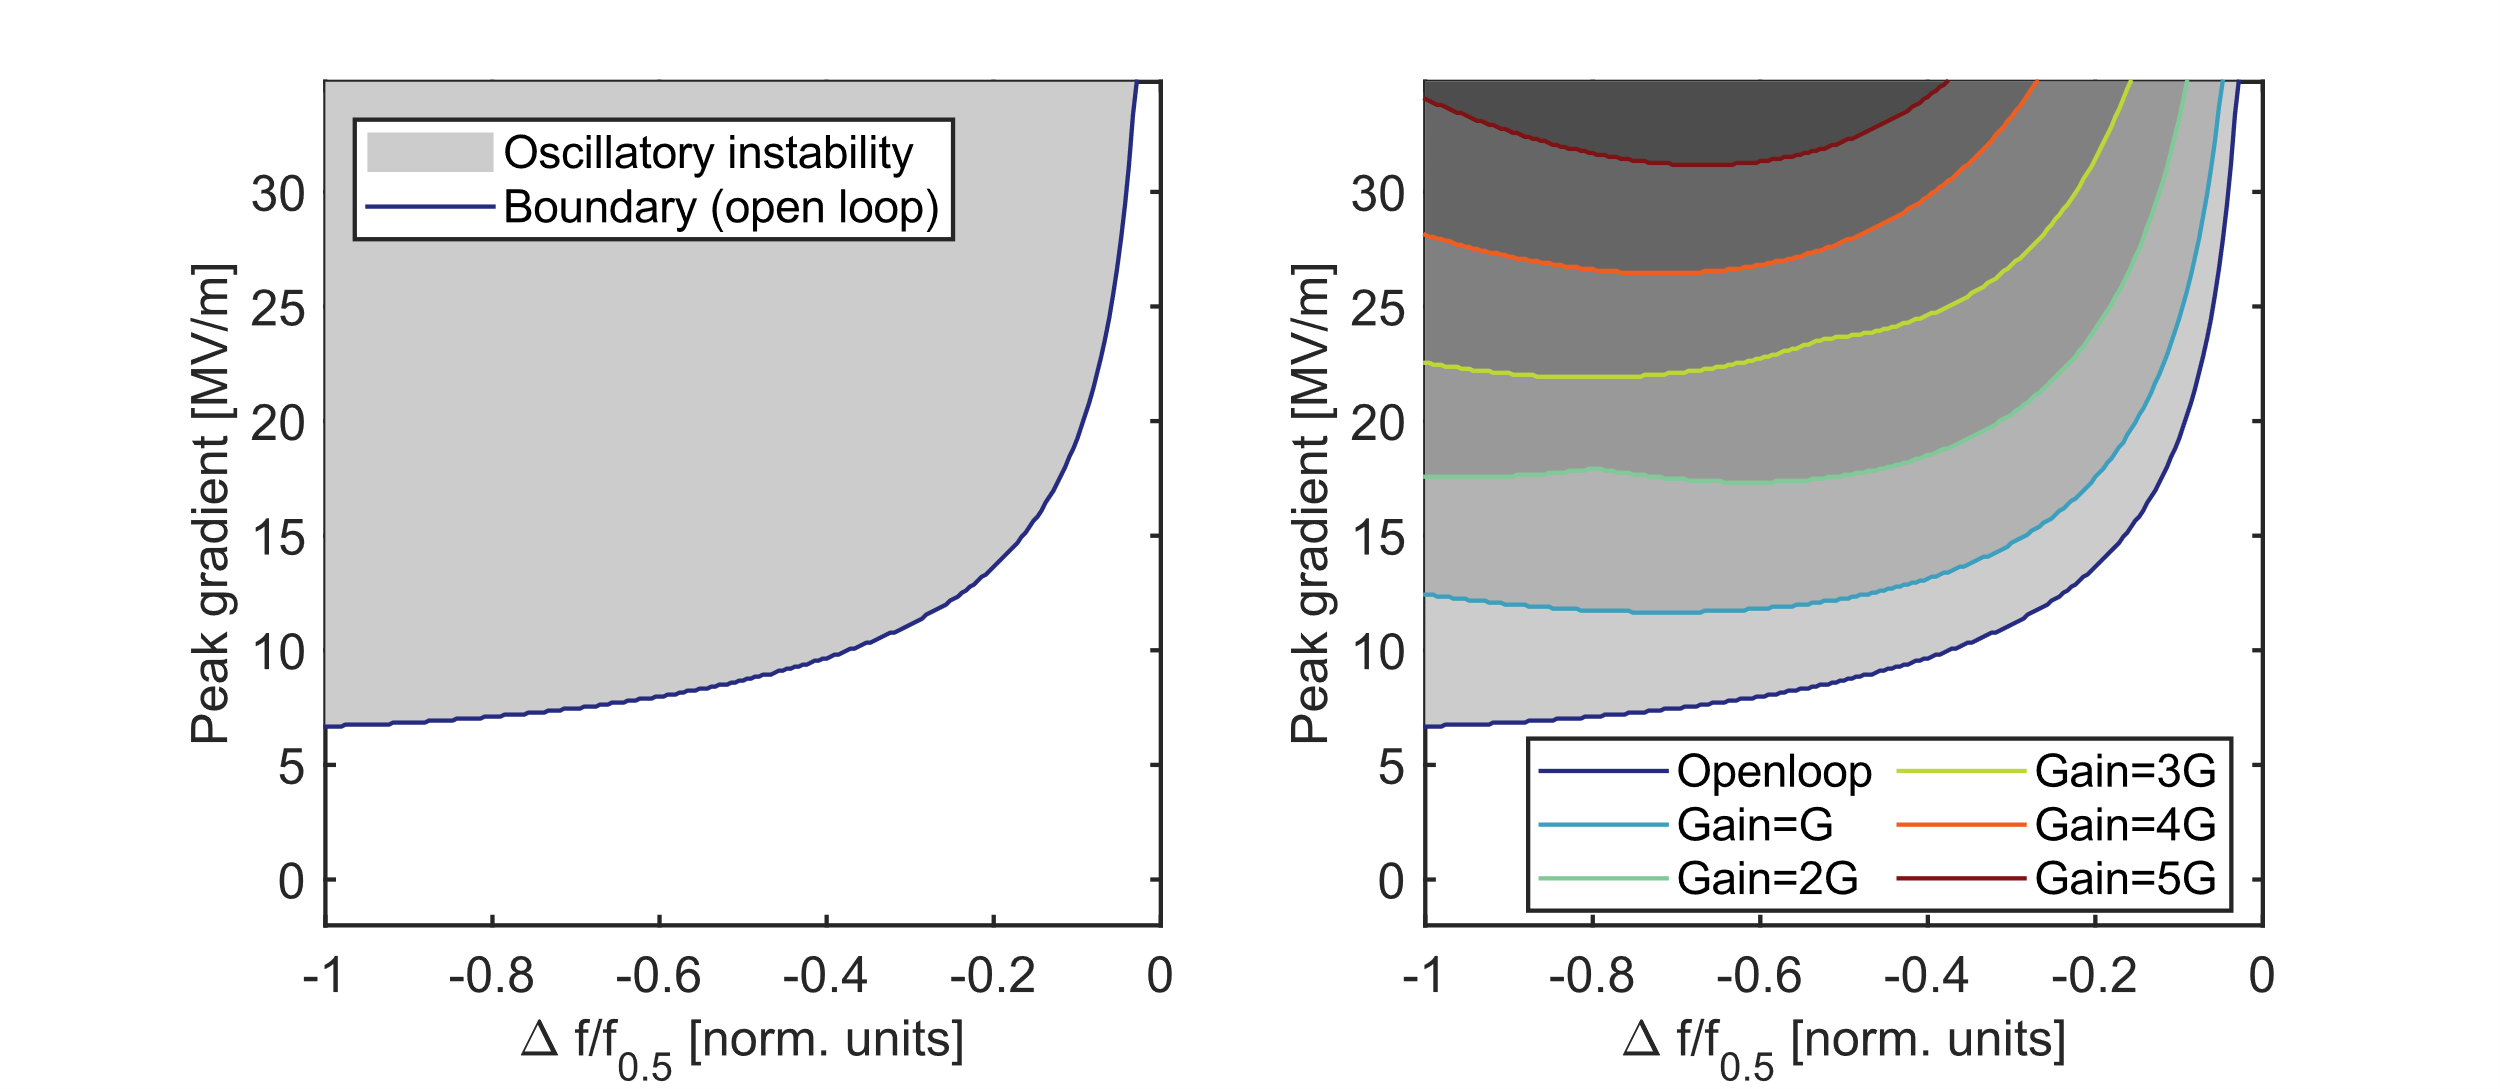 Peak gradient [MV/m]
30
25
20
15
10
5
0
Oscillatory instability
Boundary (open loop)
-1 -0.8 -0.6 -0.4 -0.2 0
Δ f/f0.5 [norm. units]
Peak gradient [MV/m]
30
25
20
15
10
5
0
Openloop Gain=3G
Gain=G Gain=4G
Gain=2G Gain=5G
-1 -0.8 -0.6 -0.4 -0.2 0
Δ f/f0.5 [norm. units]